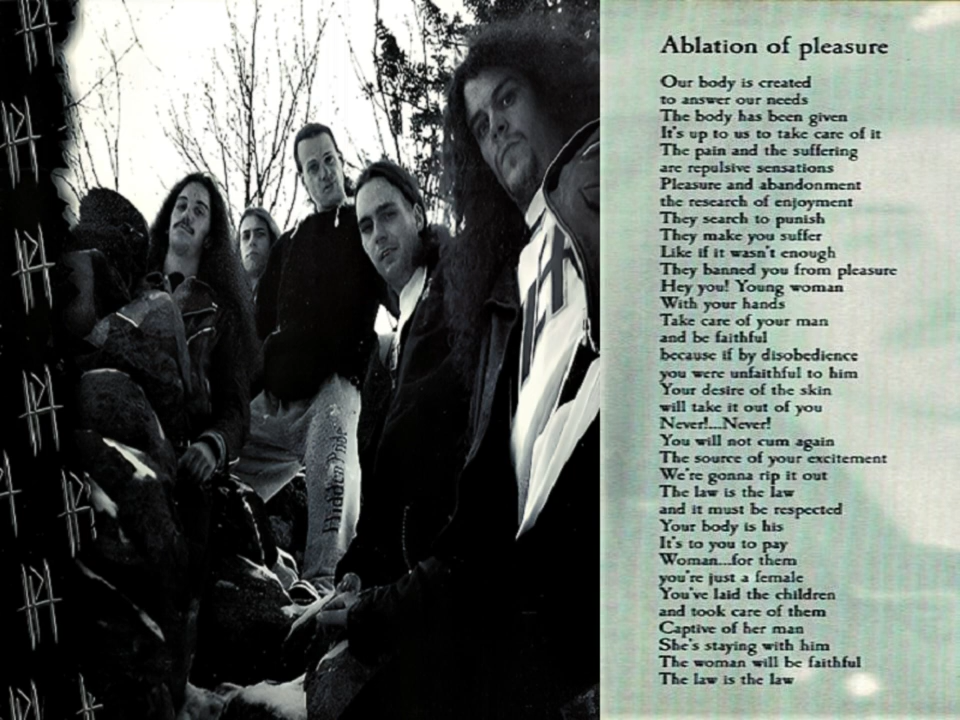 Hidden Pride
Ablation of pleasure
Our body is created
to answer our needs
The body has been given
It's up to us to take care of it
The pain and the suffering
are repulsive sensations
Pleasure and abandonment
the research of enjoyment
They search to punish
They make you suffer
Like if it wasn't enough
They banned you from pleasure
Hey you! Young woman
With your hands
Take care of your man
and be faithful
because if by disobedience
you were unfaithful to him
Your desire of the skin
will take it out of you
Never!...Never!
You will not cum again
The source of your excitement
We're gonna rip it out
The law is the law
and it must be respected
Your body is his
It's to you to pay
Woman...for them
you're just a female
You've laid the children
and took care of them
Captive of her man
She's staying with him
The woman will be faithful
The law is the law